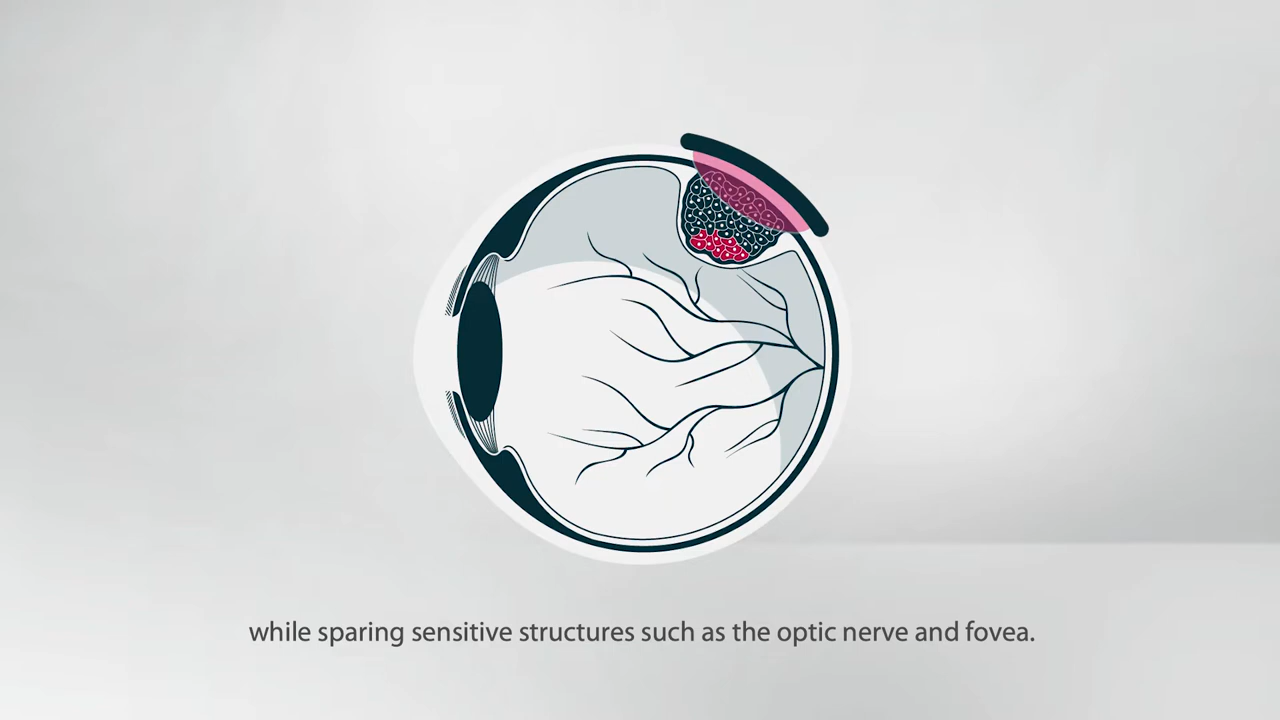 while sparing sensitive structures such as the optic nerve and fovea.